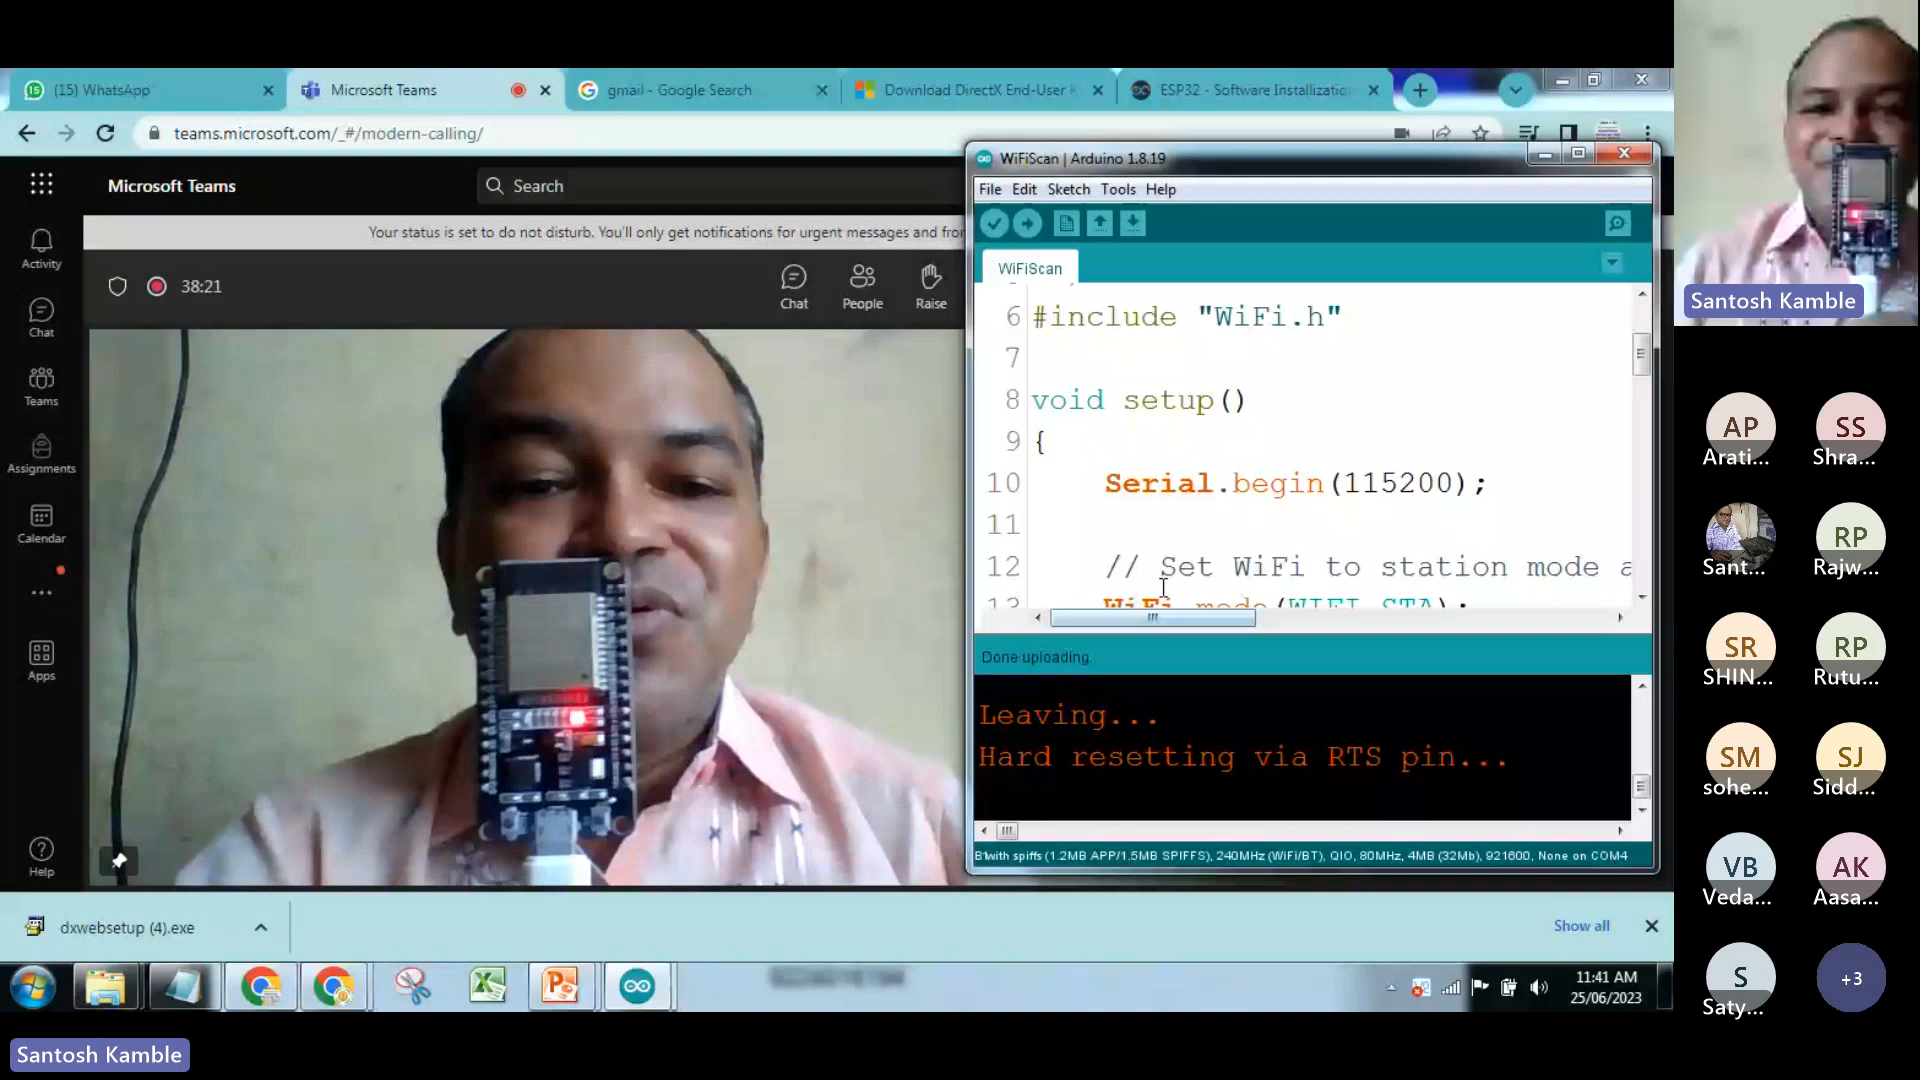 (15) WhatsApp
Microsoft Teams
gmail - Google Search
Download DirectX End-User
ESP32 - Software Installizatio
teams.microsoft.com/_#/modern-calling/
WiFiScan | Arduino 1.8.19
Microsoft Teams
Search
File Edit Sketch Tools Help
Your status is set to do not disturb. You'll only get notifications for urgent messages and
Activity
WiFiScan
38:21
Chat
People
Raise
Chat
Teams
Assignments
Calendar
Apps
Help
6 #include "WiFi.h"
7
8 void setup()
9 {
10 Serial.begin(115200);
11
12 // Set WiFi to station mode a
13 WiFi.mode(WIFI_STA);
Done uploading.
Leaving...
Hard resetting via RTS pin...
with spiffs (1.2MB APP/1.5MB SPIFFS), 240MHz (WiFi/BT), QIO, 80MHz, 4MB (32Mb), 921600, None on COM4
dxwebsetup (4).exe
Show all
11:41 AM
25/06/2023
Santosh Kamble
Santosh Kamble
AP
Arati...
SS
Shra...
Sant...
RP
Rajw...
SR
SHIN...
RP
Rutu...
SM
sohe...
SJ
Sidd...
VB
Veda...
AK
Aasa...
S
Saty...
+3